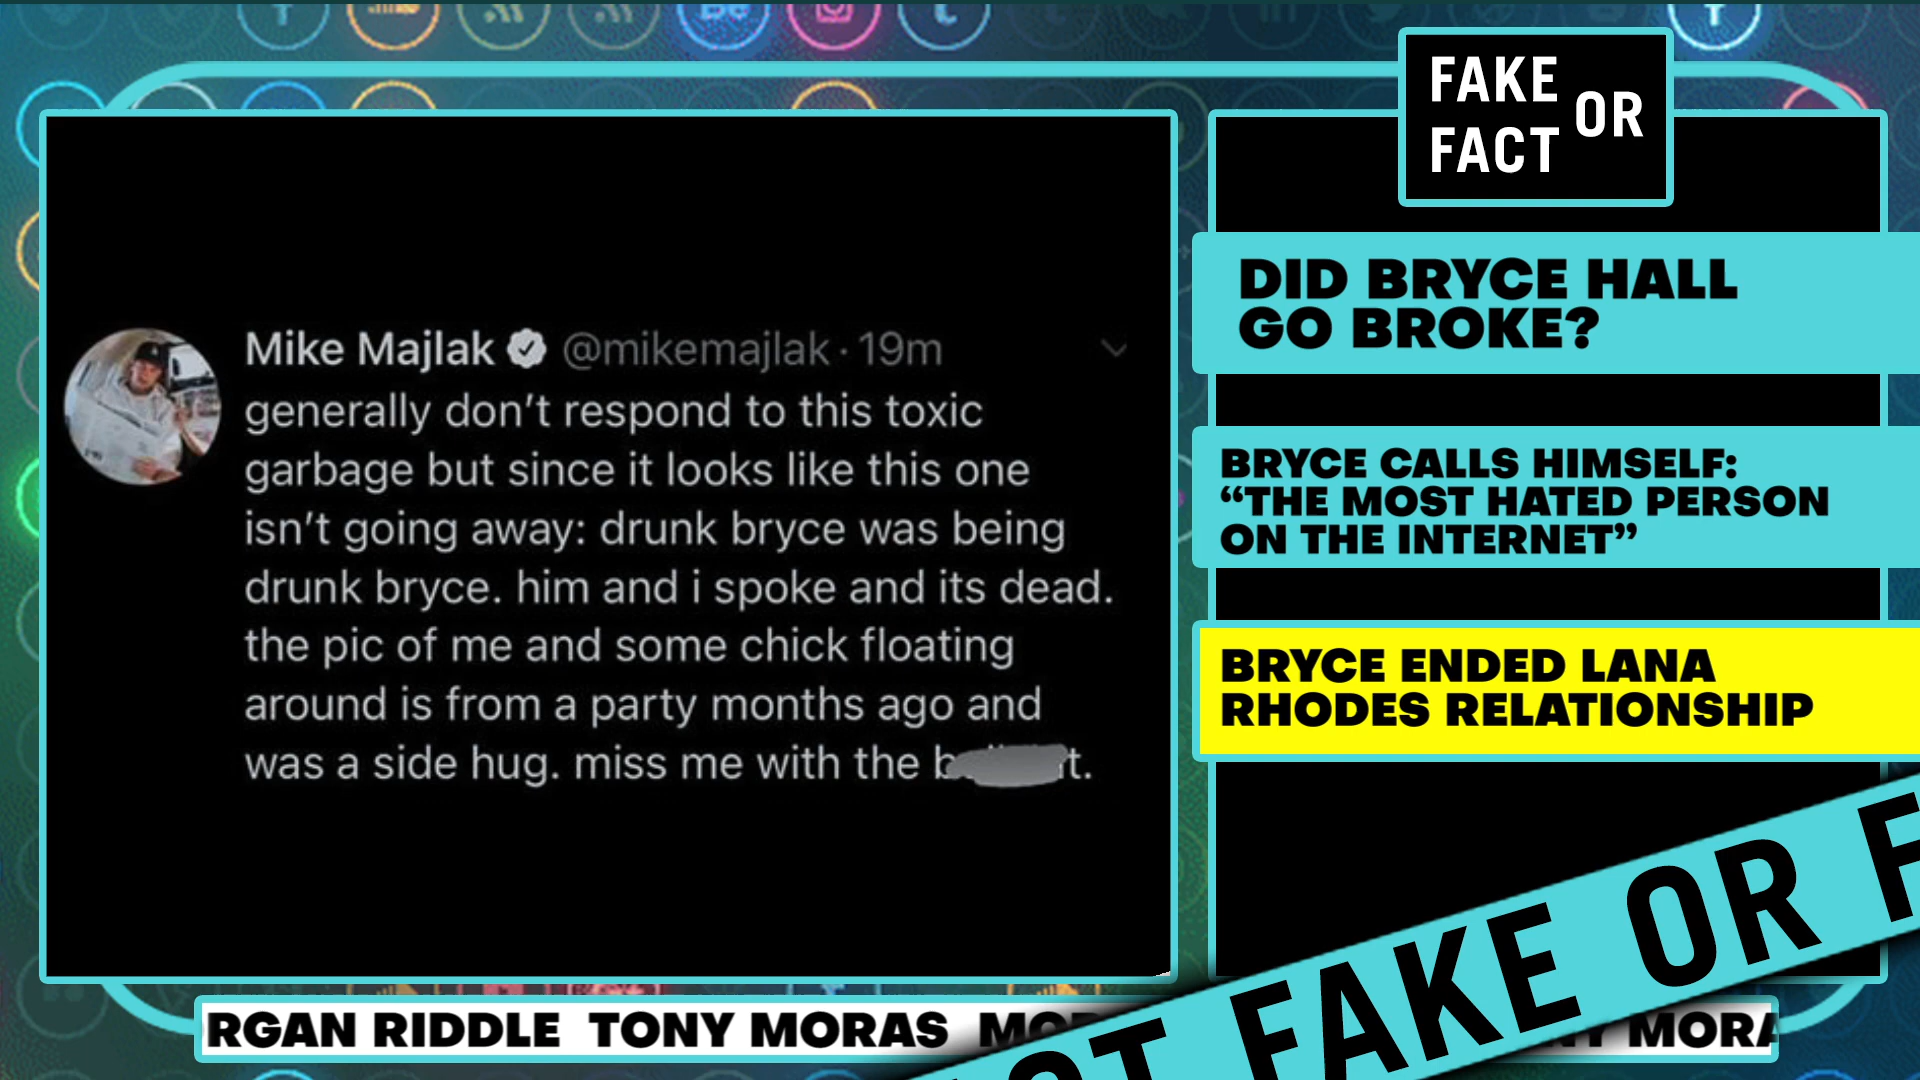 FAKE OR
FACT
Mike Majlak @mikemajlak · 19m
generally don't respond to this toxic
garbage but since it looks like this one
isn't going away: drunk bryce was being
drunk bryce. him and i spoke and its dead.
the pic of me and some chick floating
around is from a party months ago and
was a side hug. miss me with the
DID BRYCE HALL
GO BROKE?
BRYCE CALLS HIMSELF:
“THE MOST HATED PERSON
ON THE INTERNET”
BRYCE ENDED LANA
RHODES RELATIONSHIP
FAKE OR
RGAN RIDDLE TONY MORAS